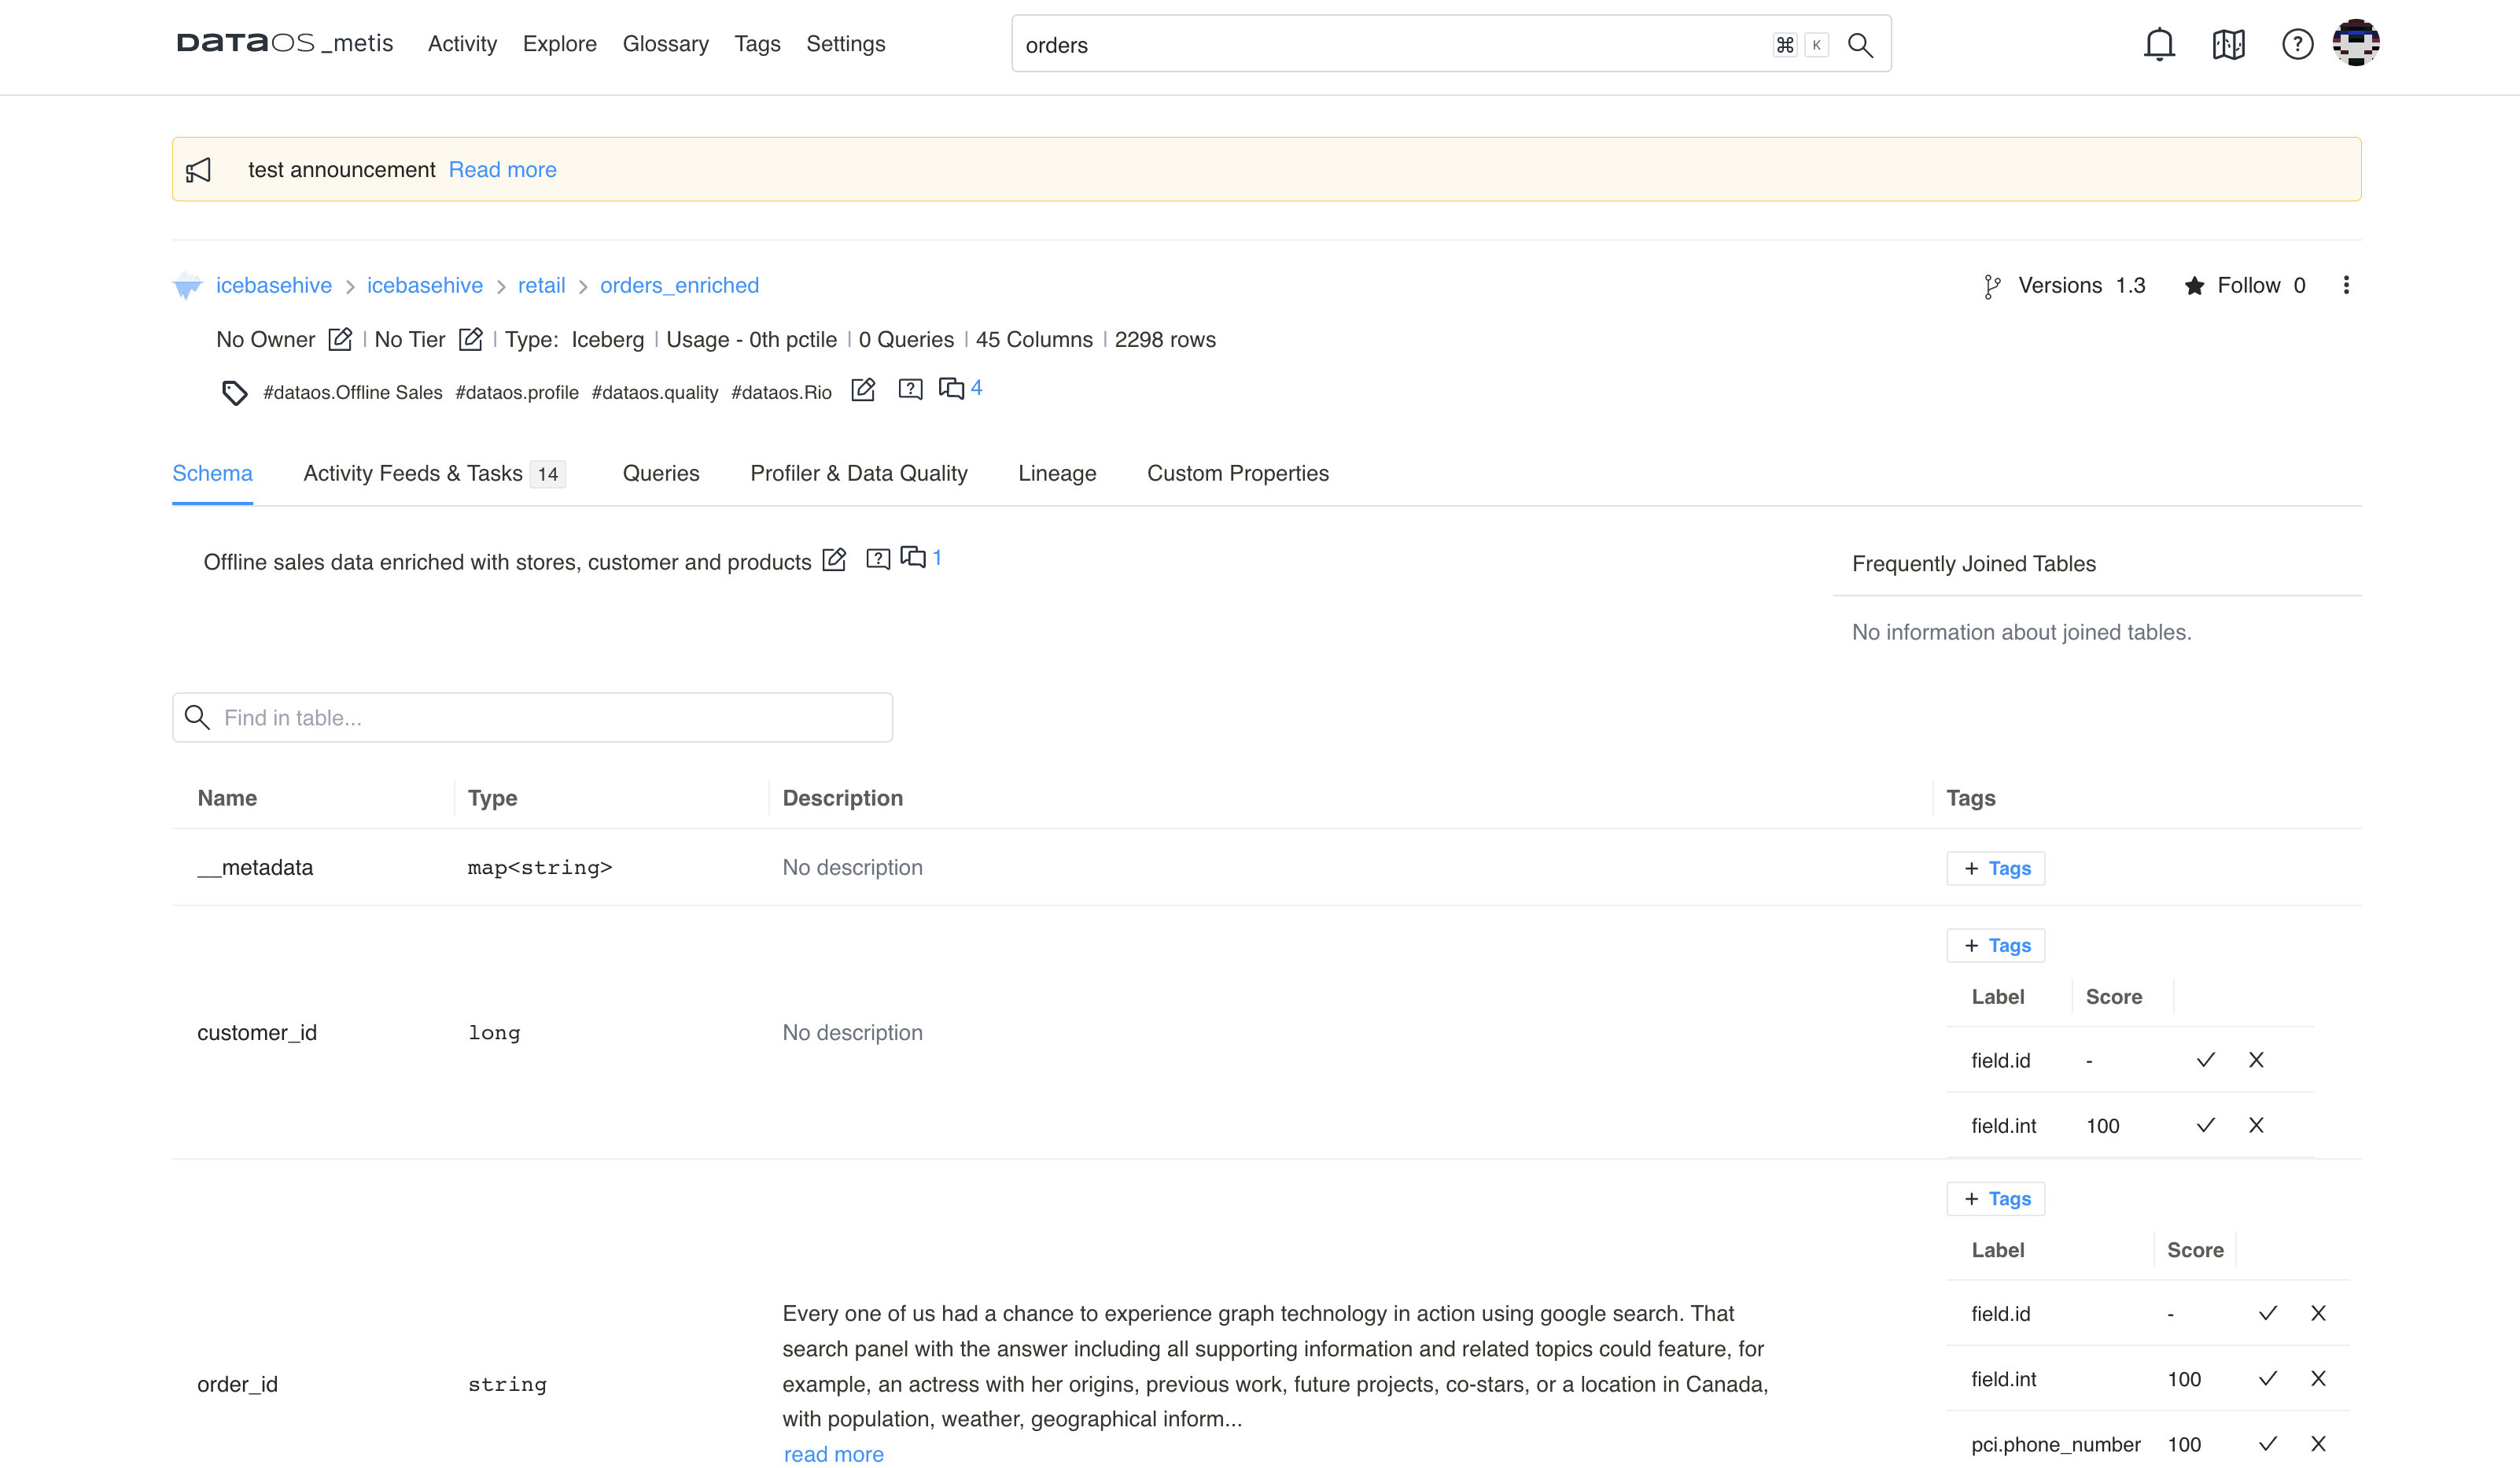 DATAOS _metis Activity Explore Glossary Tags Settings orders ⌘ K
test announcement Read more
icebasehive > icebasehive > retail > orders_enriched Versions 1.3 Follow 0
No Owner | No Tier | Type: Iceberg | Usage - 0th pctile | 0 Queries | 45 Columns | 2298 rows
#dataos.Offline Sales #dataos.profile #dataos.quality #dataos.Rio 4
Schema Activity Feeds & Tasks 14 Queries Profiler & Data Quality Lineage Custom Properties
Offline sales data enriched with stores, customer and products 1
Frequently Joined Tables
No information about joined tables.
Find in table...
Name Type Description Tags
__metadata map<string> No description + Tags
customer_id long No description + Tags
Label Score
field.id -
field.int 100
order_id string
Every one of us had a chance to experience graph technology in action using google search. That
search panel with the answer including all supporting information and related topics could feature, for
example, an actress with her origins, previous work, future projects, co-stars, or a location in Canada,
with population, weather, geographical inform...
read more
+ Tags
Label Score
field.id -
field.int 100
pci.phone_number 100